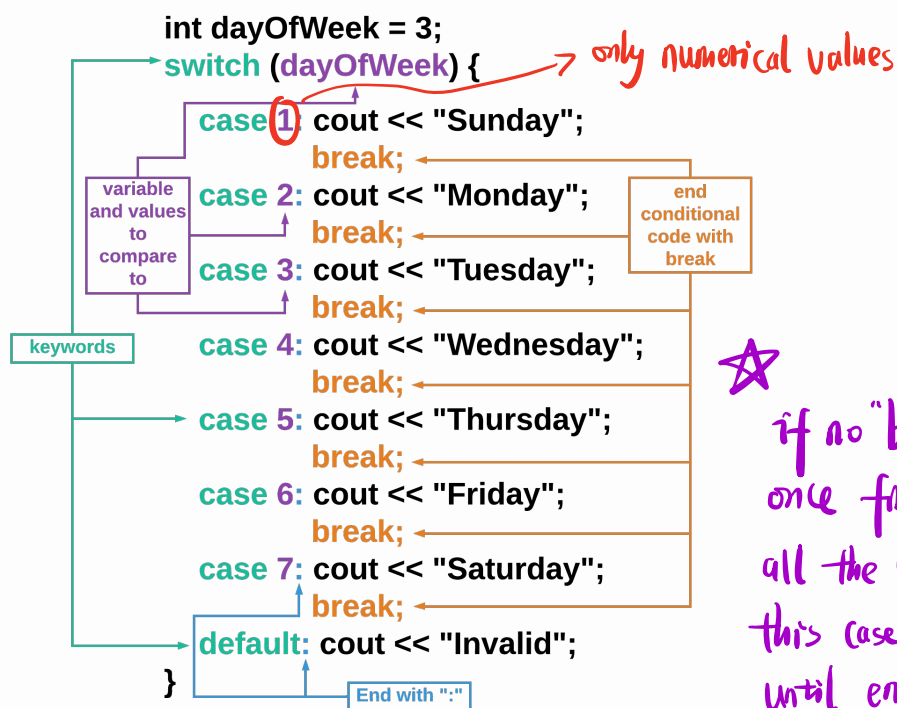 int dayOfWeek = 3;
switch (dayOfWeek) {
only numerical values
case 1: cout << "Sunday";
break;
case 2: cout << "Monday";
break;
case 3: cout << "Tuesday";
break;
case 4: cout << "Wednesday";
break;
case 5: cout << "Thursday";
break;
case 6: cout << "Friday";
break;
case 7: cout << "Saturday";
break;
default: cout << "Invalid";
}
variable
and values
to
compare
to
end
conditional
code with
break
keywords
End with ":"
if no "
once
all the
this case
until